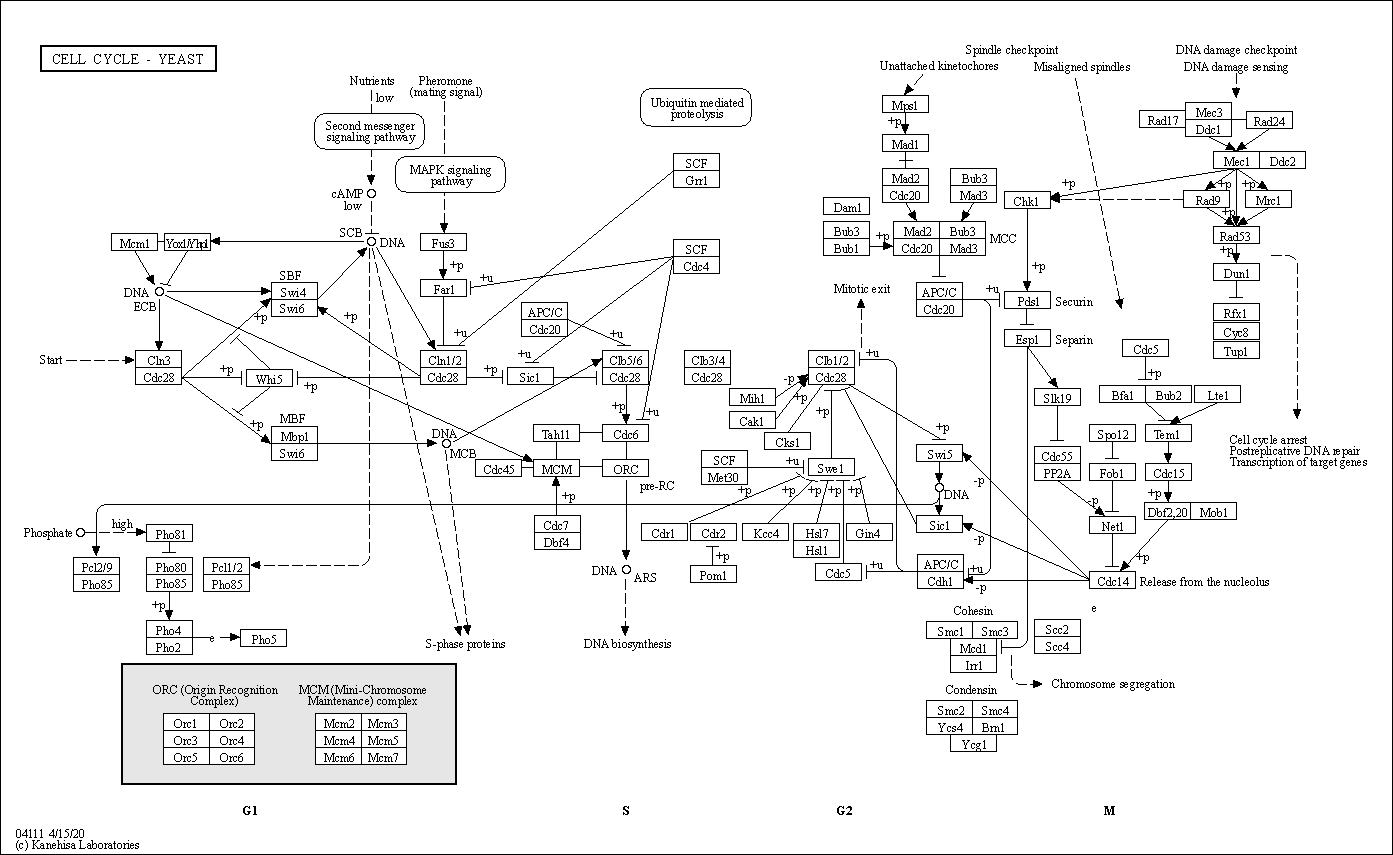 CELL CYCLE - YEAST
Nutrients
low
Second messenger
signaling pathway
cAMP
low
SCB
DNA
Pheromone
(mating signal)
MAPK signaling
pathway
Fus3
+p
Far1
+u
Ubiquitin mediated
proteolysis
SCF
Grr1
SCF
Cdc4
+u
Mcm1
Yox1/Yhp1
DNA
ECB
SBF
Swi4
Swi6
+p
+p
Start
Cln3
Cdc28
+p
Whi5
+p
+p
MBF
Mbp1
Swi6
Cln1/2
Cdc28
+p
Sic1
+u
APC/C
Cdc20
+u
Clb5/6
Cdc28
+p
+u
Clb3/4
Cdc28
DNA
MCB
Tah11
Cdc6
Cdc45
MCM
ORC
pre-RC
+p
Cdc7
Dbf4
DNA
ARS
DNA biosynthesis
S-phase proteins
Phosphate
high
Pho81
Pcl2/9
Pho85
Pho80
Pho85
Pcl1/2
Pho85
+p
Pho4
Pho2
e
Pho5
Spindle checkpoint
Unattached kinetochores
Misaligned spindles
Mps1
+p
Mad1
Mad2
Cdc20
Bub3
Mad3
Dam1
Bub3
Bub1
+p
Mad2
Bub3
Cdc20
Mad3
MCC
Mitotic exit
APC/C
Cdc20
+u
Clb1/2
Cdc28
+u
Mih1
-p
Cak1
+p
Cks1
SCF
Met30
+u
Swe1
+p
+p
+p
+p
+p
Cdr1
Cdr2
Kcc4
Hsl7
Hsl1
Gin4
+p
Pom1
Cdc5
+u
+p
Swi5
-p
DNA
Sic1
-p
APC/C
Cdh1
+u
-p
DNA damage checkpoint
DNA damage sensing
Rad17
Mec3
Ddc1
Rad24
Mec1
Ddc2
+p
Chk1
+p
+p
Rad9
Mrc1
+p
Rad53
+p
Dun1
Rfx1
Cyc8
Tup1
+p
Pds1
Securin
Esp1
Separin
Slk19
Cdc55
PP2A
-p
Cdc5
+p
Bfa1
Bub2
Lte1
Spo12
Tem1
Fob1
Cdc15
+p
Dbf2,20
Mob1
Net1
+p
Cdc14
Release from the nucleolus
e
Cell cycle arrest
Postreplicative DNA repair
Transcription of target genes
Cohesin
Smc1
Smc3
Mcd1
Irr1
Scc2
Scc4
Chromosome segregation
Condensin
Smc2
Smc4
Ycs4
Brn1
Ycg1
ORC (Origin Recognition
Complex)
Orc1
Orc2
Orc3
Orc4
Orc5
Orc6
MCM (Mini-Chromosome
Maintenance) complex
Mcm2
Mcm3
Mcm4
Mcm5
Mcm6
Mcm7
G1
S
G2
M
04111 4/15/20
(c) Kanehisa Laboratories